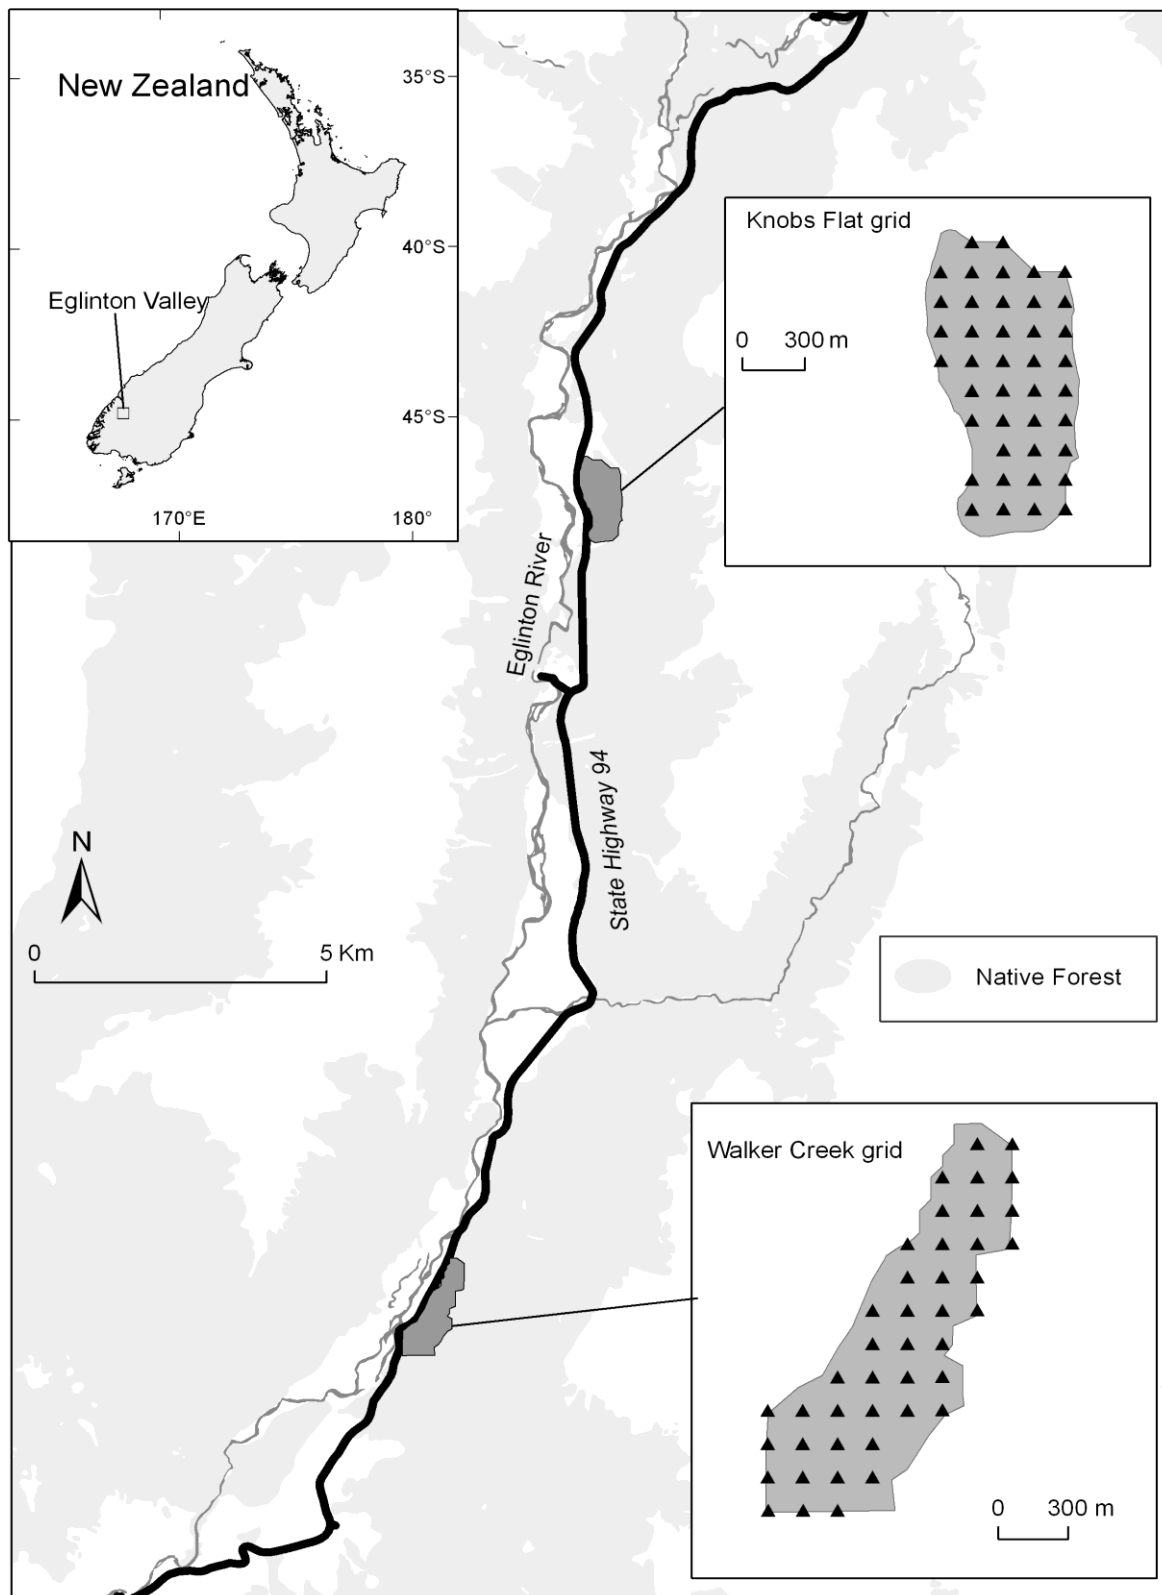 New Zealand
35°S
40°S
Eglinton Valley
45°S
170°E
180°
Knobs Flat grid
0 300 m
Eglinton River
State Highway 94
N
0 5 Km
Native Forest
Walker Creek grid
0 300 m